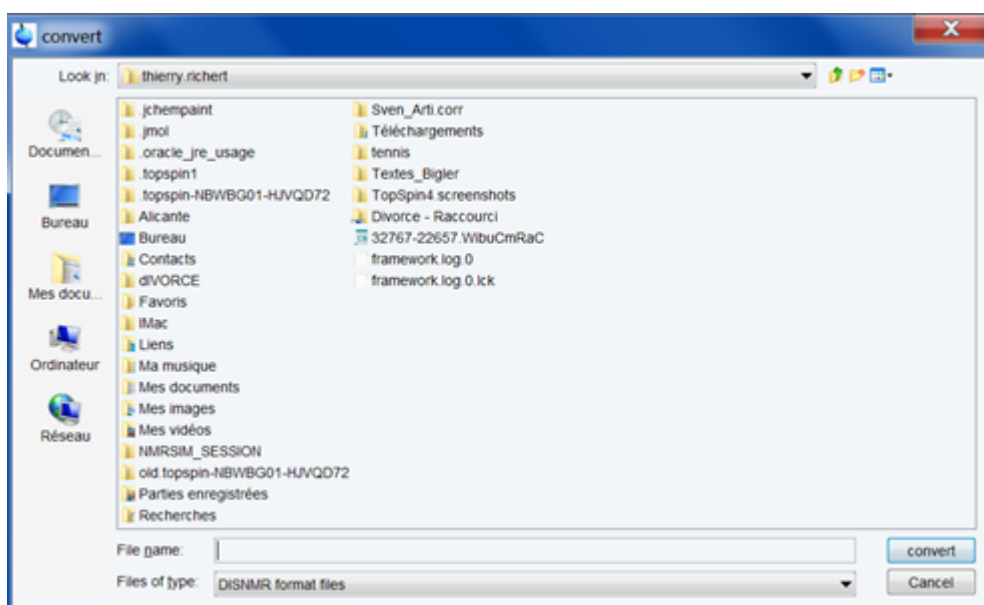 convert
Look in: thierry.richert
Documen...
Bureau
Mes docu...
Ordinateur
Réseau
.jchempaint
.jmol
.oracle_jre_usage
.topspin1
.topspin-NBWBG01-HJVQD72
Alicante
Bureau
Contacts
dIVORCE
Favoris
IMac
Liens
Ma musique
Mes documents
Mes images
Mes vidéos
NMRSIM_SESSION
old.topspin-NBWBG01-HJVQD72
Parties enregistrées
Recherches
Sven_Arti.corr
Téléchargements
tennis
Textes_Bigler
TopSpin4.screenshots
Divorce - Raccourci
32767-22657.WibuCmRaC
framework.log.0
framework.log.0.lck
File name:
convert
Files of type: DISNMR format files
Cancel